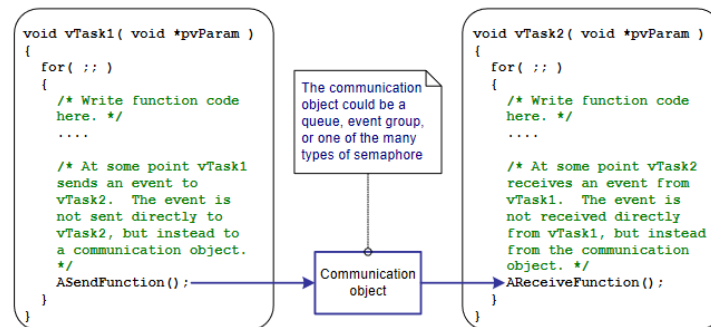 void vTask1( void *pvParam )
{
for( ;; )
{
/* Write function code
here. */
....
/* At some point vTask1
sends an event to
vTask2. The event is
not sent directly to
vTask2, but instead to
a communication object.
*/
ASendFunction();
}
}
The communication
object could be a
queue, event group,
or one of the many
types of semaphore
Communication
object
void vTask2( void *pvParam )
{
for( ;; )
{
/* Write function code
here. */
....
/* At some point vTask2
receives an event from
vTask1. The event is
not received directly
from vTask1, but instead
from the communication
object. */
AReceiveFunction();
}
}